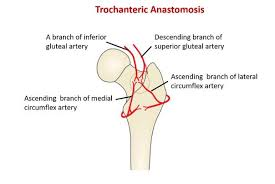 Trochanteric Anastomosis
A branch of inferior
gluteal artery
Descending branch of
superior gluteal artery
Ascending branch of lateral
circumflex artery
Ascending branch of medial
circumflex artery